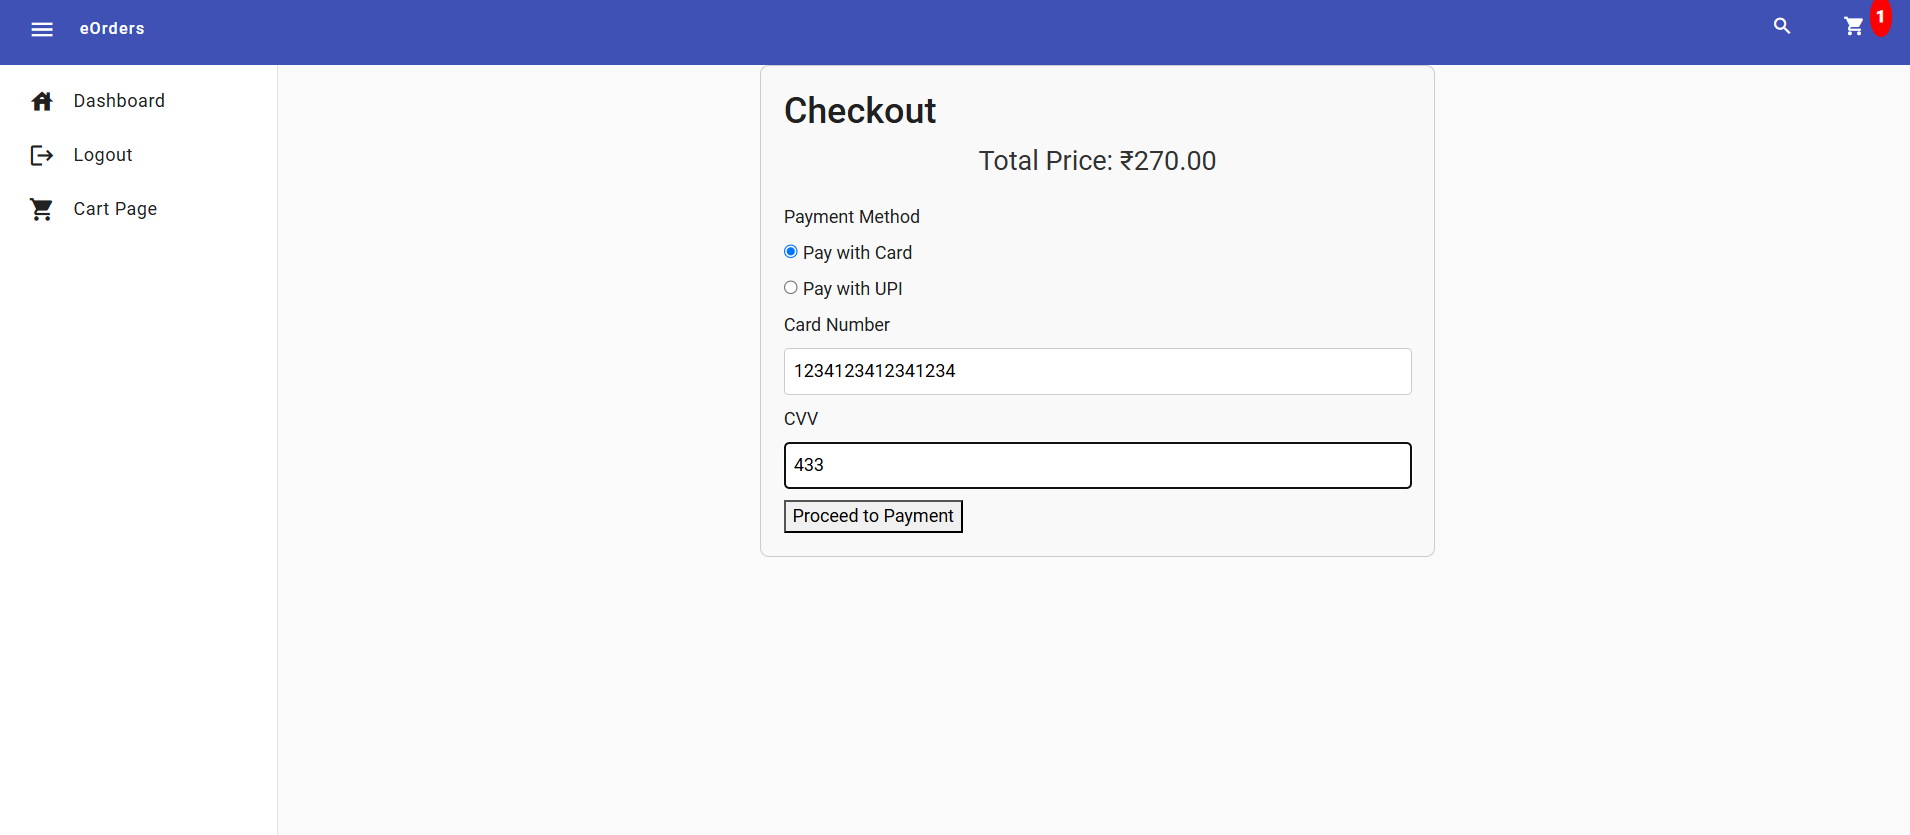 eOrders
1
Dashboard
Logout
Cart Page
Checkout
Total Price: ₹270.00
Payment Method
Pay with Card
Pay with UPI
Card Number
1234123412341234
CVV
433
Proceed to Payment